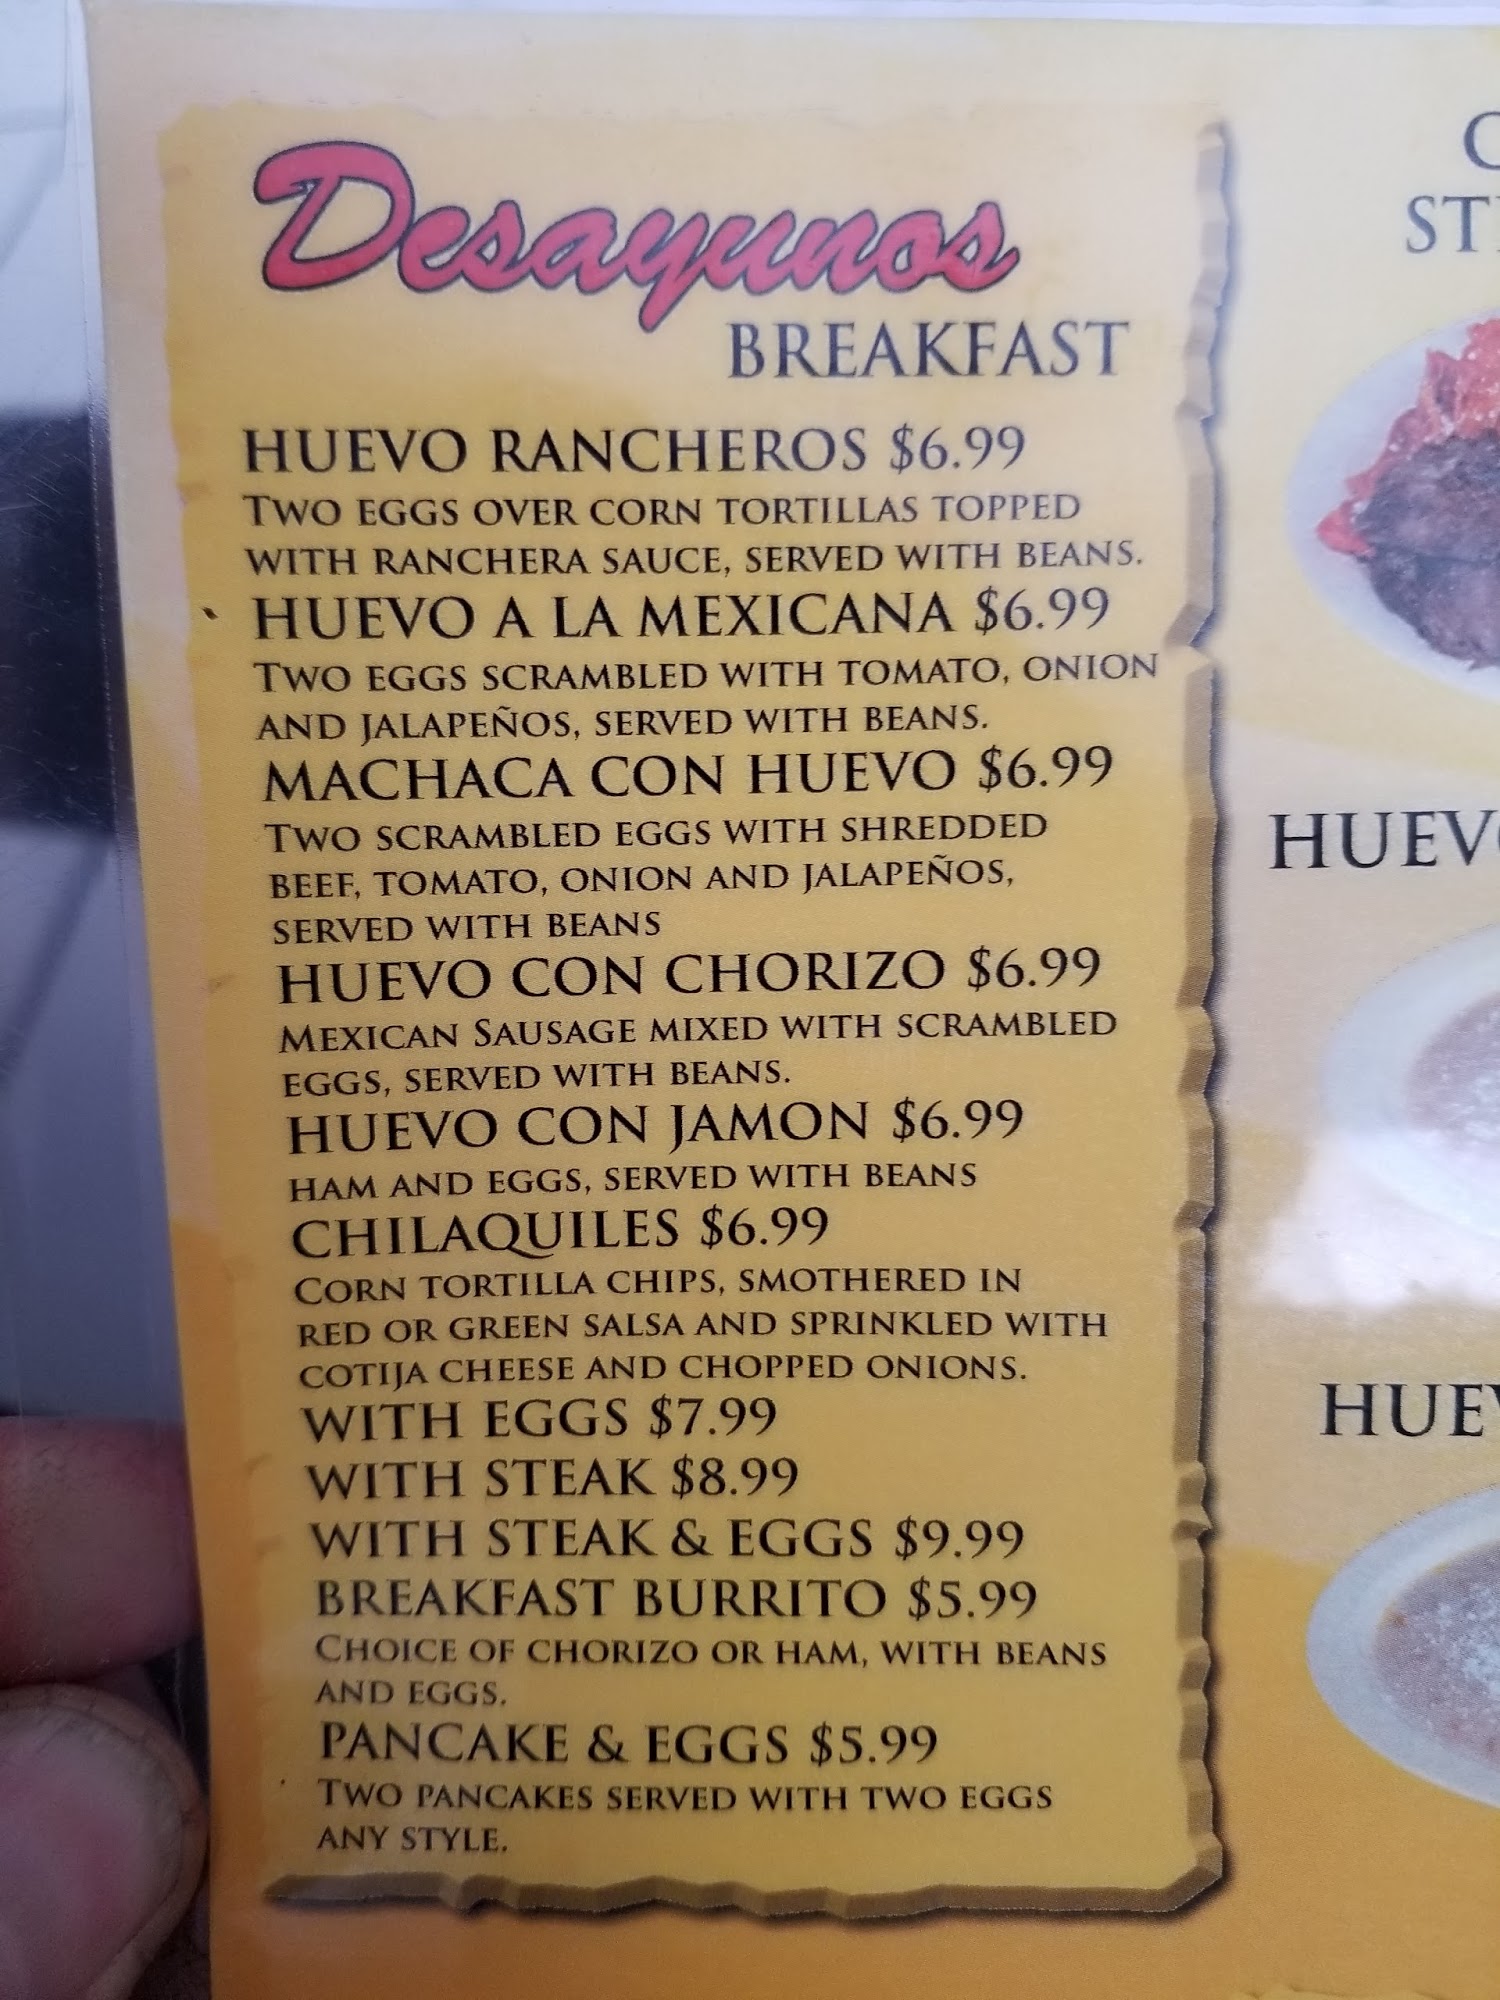 Desayunos
BREAKFAST
HUEVO RANCHEROS $6.99
TWO EGGS OVER CORN TORTILLAS TOPPED
WITH RANCHERA SAUCE, SERVED WITH BEANS.
HUEVO A LA MEXICANA $6.99
TWO EGGS SCRAMBLED WITH TOMATO, ONION
AND JALAPEÑOS, SERVED WITH BEANS.
MACHACA CON HUEVO $6.99
TWO SCRAMBLED EGGS WITH SHREDDED
BEEF, TOMATO, ONION AND JALAPEÑOS,
SERVED WITH BEANS
HUEVO CON CHORIZO $6.99
MEXICAN SAUSAGE MIXED WITH SCRAMBLED
EGGS, SERVED WITH BEANS.
HUEVO CON JAMON $6.99
HAM AND EGGS, SERVED WITH BEANS
CHILAQUILES $6.99
CORN TORTILLA CHIPS, SMOTHERED IN
RED OR GREEN SALSA AND SPRINKLED WITH
COTIJA CHEESE AND CHOPPED ONIONS.
WITH EGGS $7.99
WITH STEAK $8.99
WITH STEAK & EGGS $9.99
BREAKFAST BURRITO $5.99
CHOICE OF CHORIZO OR HAM, WITH BEANS
AND EGGS.
PANCAKE & EGGS $5.99
TWO PANCAKES SERVED WITH TWO EGGS
ANY STYLE.